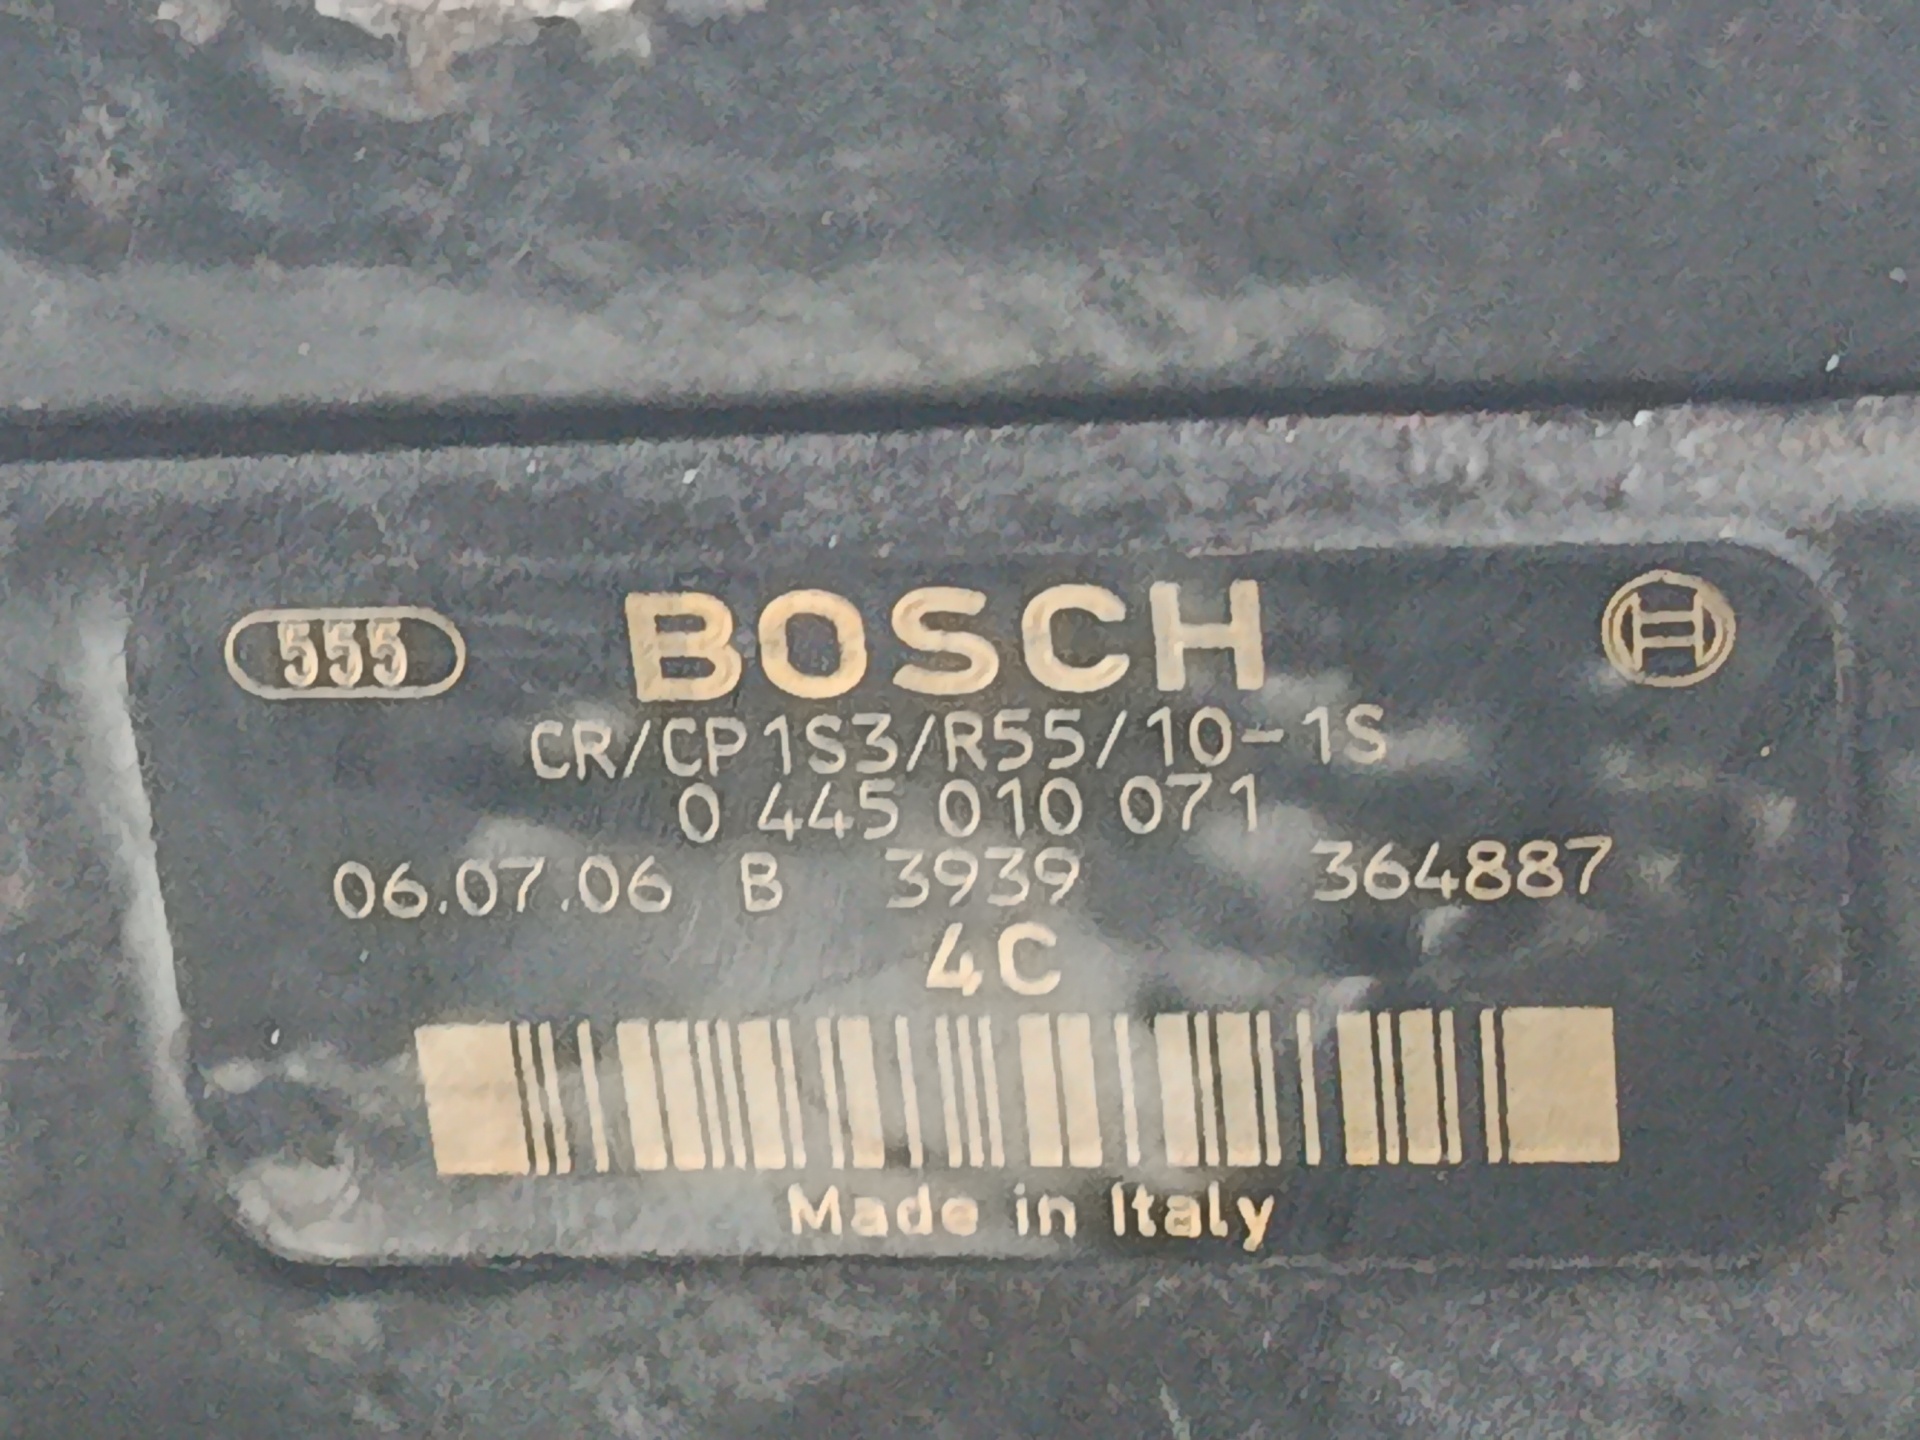 555 BOSCH
CR/CP1S3/R55/10-1S
0 445 010 071
06.07.06 B 3939 364887
4C
Made in Italy